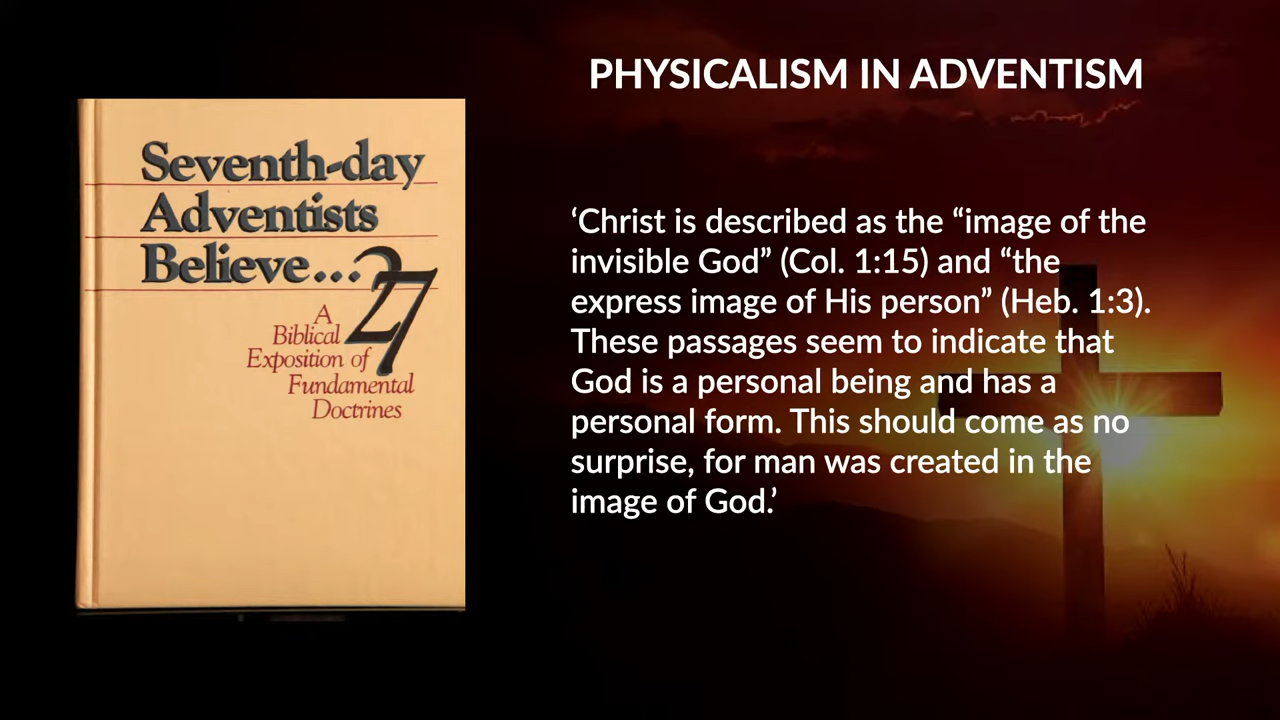 PHYSICALISM IN ADVENTISM
Seventh-day
Adventists
Believe...
27
A
Biblical
Exposition of
Fundamental
Doctrines
‘Christ is described as the “image of the
invisible God” (Col. 1:15) and “the
express image of His person” (Heb. 1:3).
These passages seem to indicate that
God is a personal being and has a
personal form. This should come as no
surprise, for man was created in the
image of God.’